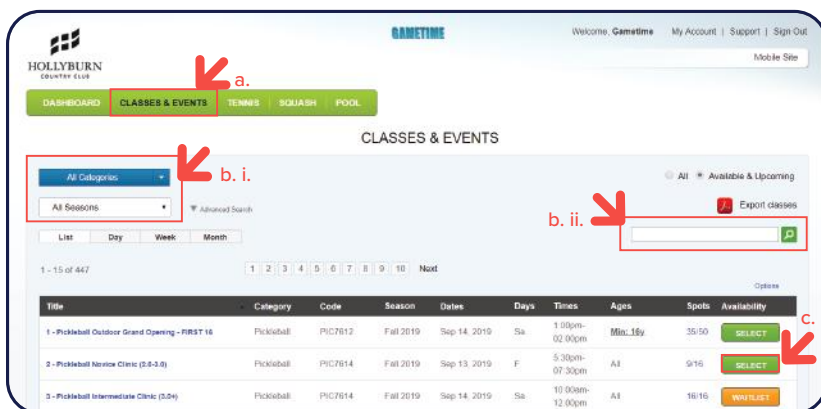 GAMETIME
Welcome, Gametime My Account | Support | Sign Out
Mobile Site
HOLLYBURN
COUNTRY CLUB
a.
DASHBOARD CLASSES & EVENTS TENNIS SQUASH POOL
CLASSES & EVENTS
All Categories
b. i.
All Available & Upcoming
All Seasons
Advanced Search
Export classes
b. ii.
List Day Week Month
1 - 15 of 447 1 2 3 4 5 6 7 8 9 10 Next
Options
Title Category Code Season Dates Days Times Ages Spots Availability
c.
1 - Pickleball Outdoor Grand Opening - FIRST 16 Pickleball PIC7612 Fall 2019 Sep 14, 2019 Sa 1:00pm-02:00pm Min: 16y 35/50 SELECT
2 - Pickleball Novice Clinic (2.0-3.0) Pickleball PIC7614 Fall 2019 Sep 13, 2019 F 5:30pm-07:30pm All 9/16 SELECT
3 - Pickleball Intermediate Clinic (3.0+) Pickleball PIC7614 Fall 2019 Sep 14, 2019 Sa 10:00am-12:00pm All 16/16 WAITLIST